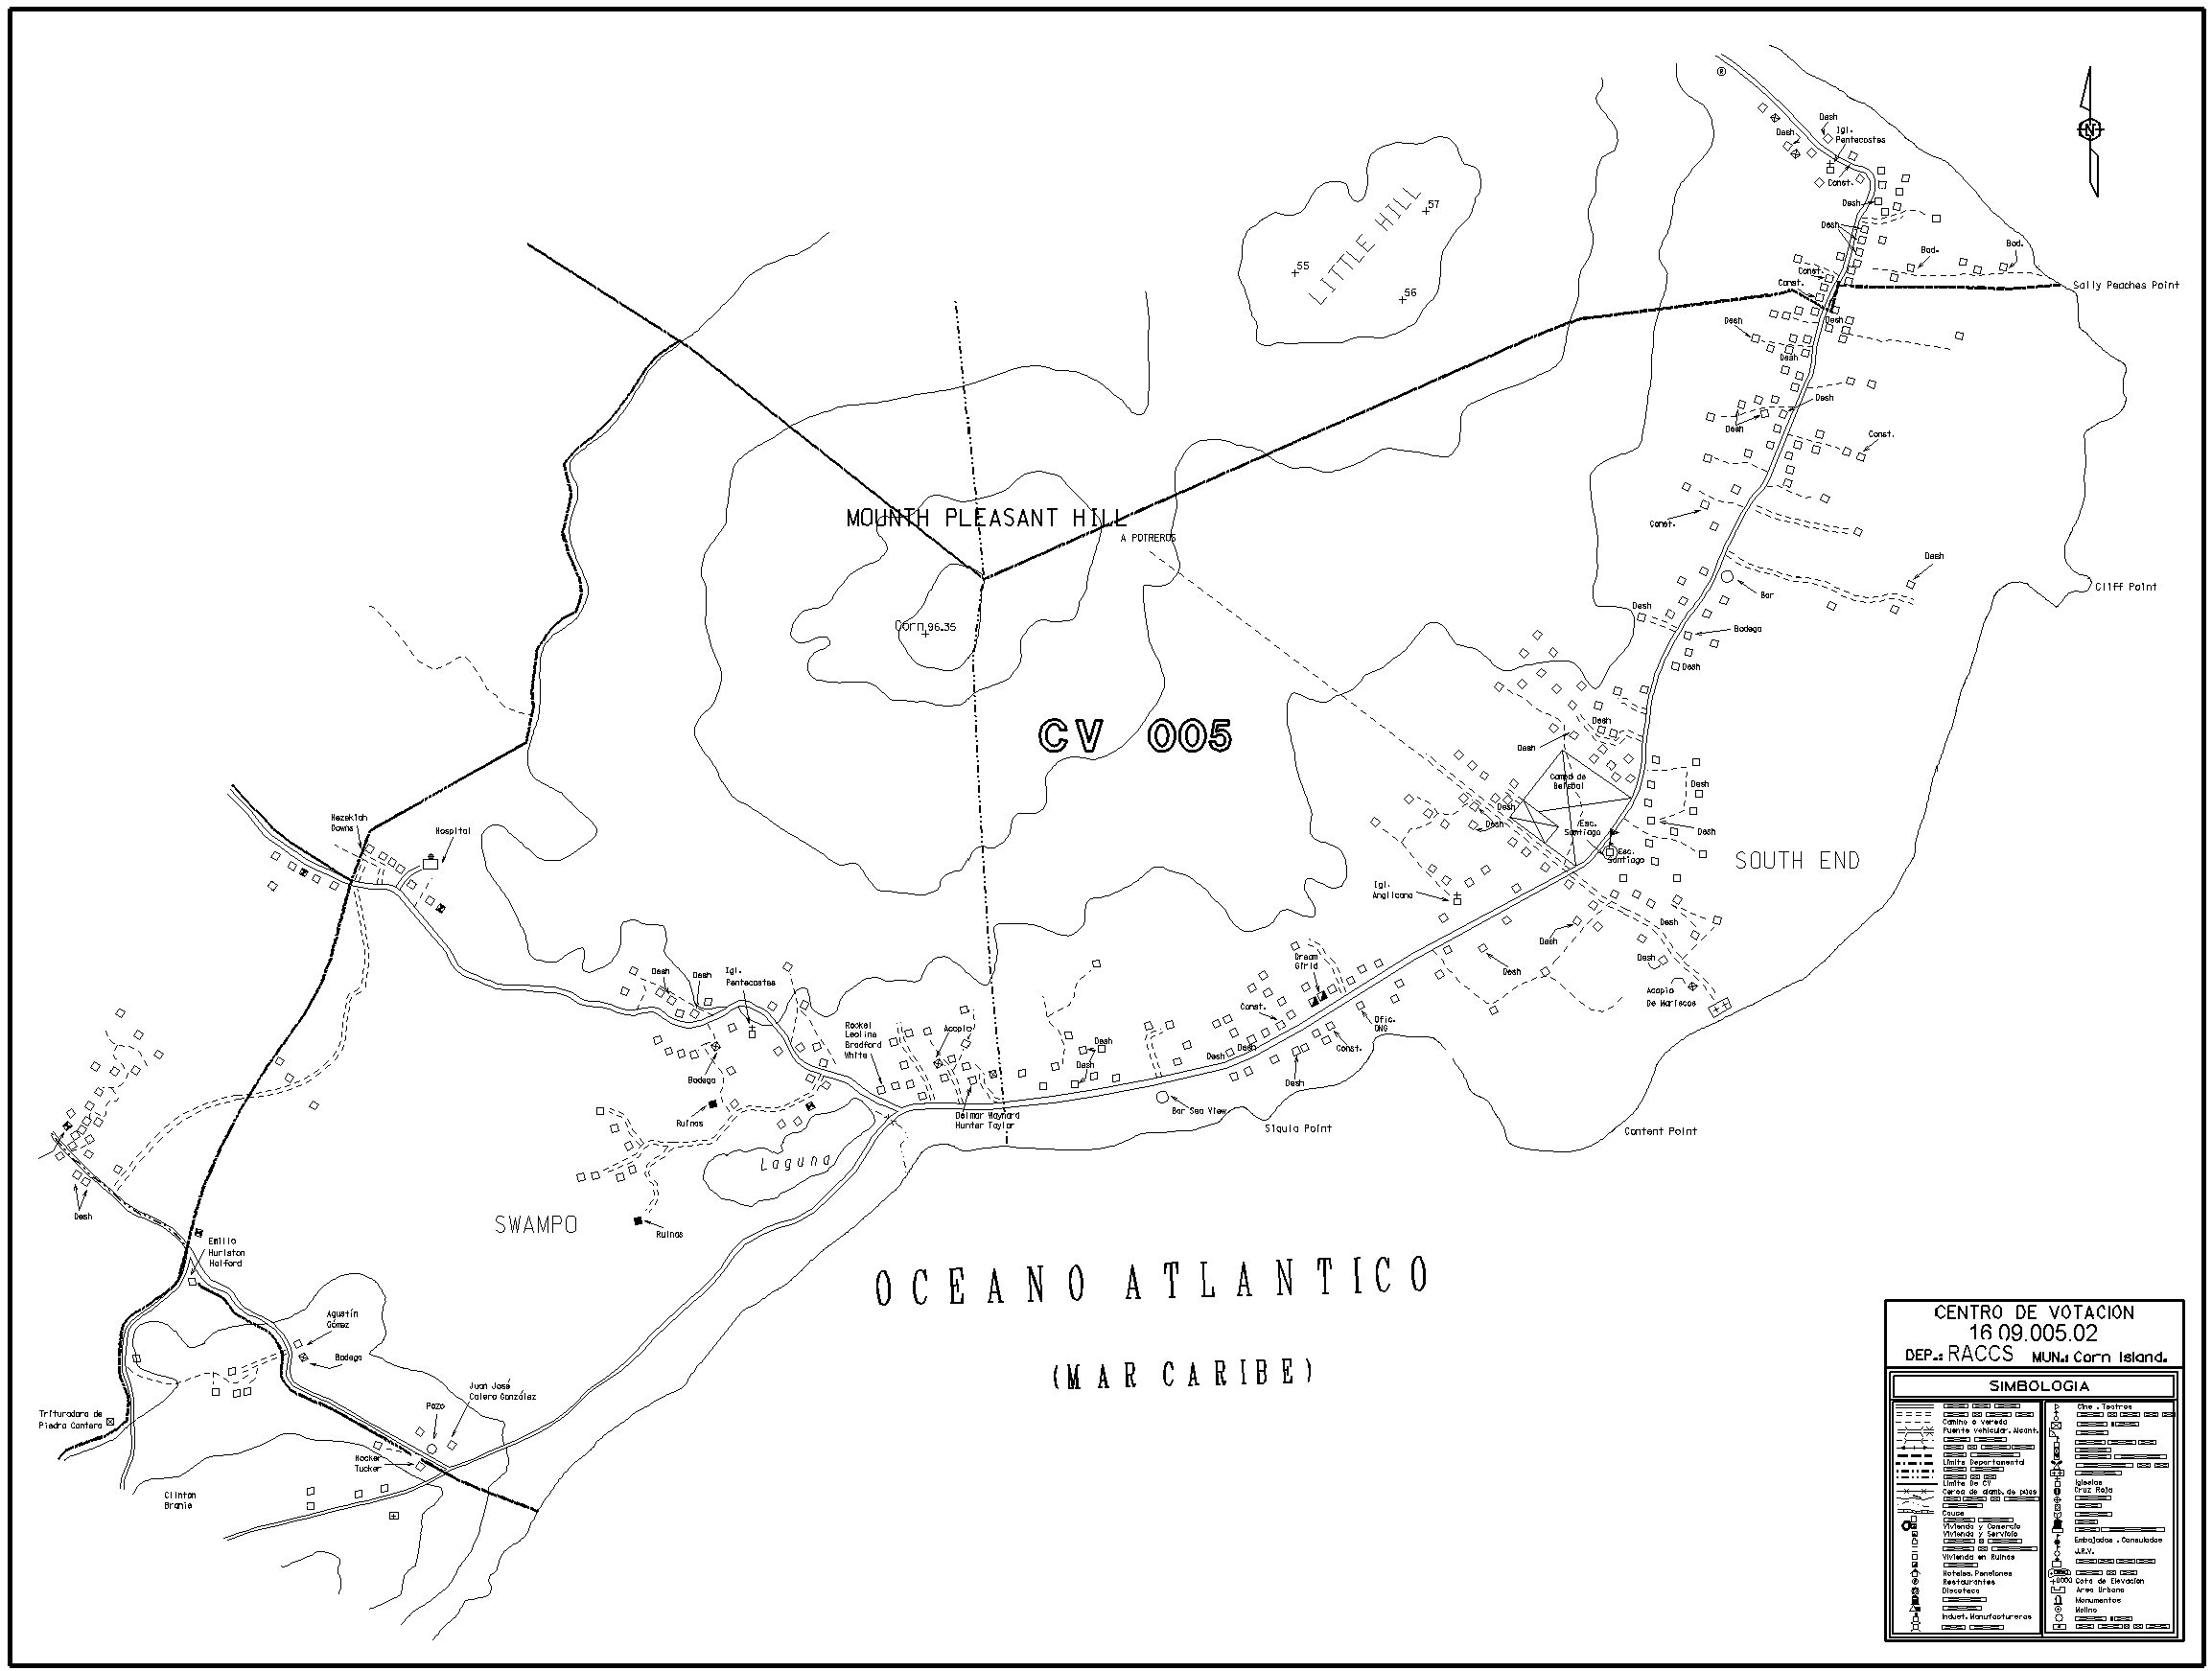 ®
Desh
Igl.
Pentecostes
Desh
Const.
Desh
Desh
Bod.
Bod.
Const.
Const.
Sally Peaches Point
N
LITTLE HILL
57
55
56
Desh
Desh
Desh
Desh
Desh
Const.
Const.
Desh
Cliff Point
Bar
Desh
Bodega
Desh
MOUNTH PLEASANT HILL
A POTREROS
Corn 96.35
CV 005
Desh
Desh
Campo de
Beisbol
Desh
Desh
Desh
Desh
Esc.
Santiago
Esc.
Santiago
SOUTH END
Hezekiah
Downs
Hospital
Igl.
Anglicana
Desh
Desh
Desh
Desh
Acopio
De Mariscos
Dream
Girld
Const.
Ofic.
ONG
Const.
Desh
Desh
Desh
Desh
Desh
Igl.
Pentecostes
Desh
Desh
Rockel
Leolina
Bradford
White
Acopio
Delmar Waynard
Hunter Taylor
Bar Sea View
Siquia Point
Content Point
Bodega
Ruinas
Laguna
Ruinas
SWAMPO
Desh
Emilio
Hurlston
Halford
Agustín
Gómez
Bodega
Juan José
Calero González
Pozo
Hocker
Tucker
Trituradora de
Piedra Cantera
Clinton
Branie
OCEANO ATLANTICO
(MAR CARIBE)
CENTRO DE VOTACION
16 09.005.02
DEP.: RACCS MUN.: Corn Island.
SIMBOLOGIA
Camino o Vereda
Puente Vehicular. Alcant.
Limite Departamental
Limite De CV
Cerca de alamb. de púas
Cauce
Vivienda y Comercio
Vivienda y Servicio
Vivienda en Ruinas
Hoteles. Pensiones
Restaurantes
Discoteca
Indust. Manufactureras
Cine . Teatros
Iglesias
Cruz Roja
Embajadas . Consulados
J.R.V.
Cota de Elevacion
Area Urbana
Monumentos
Molino